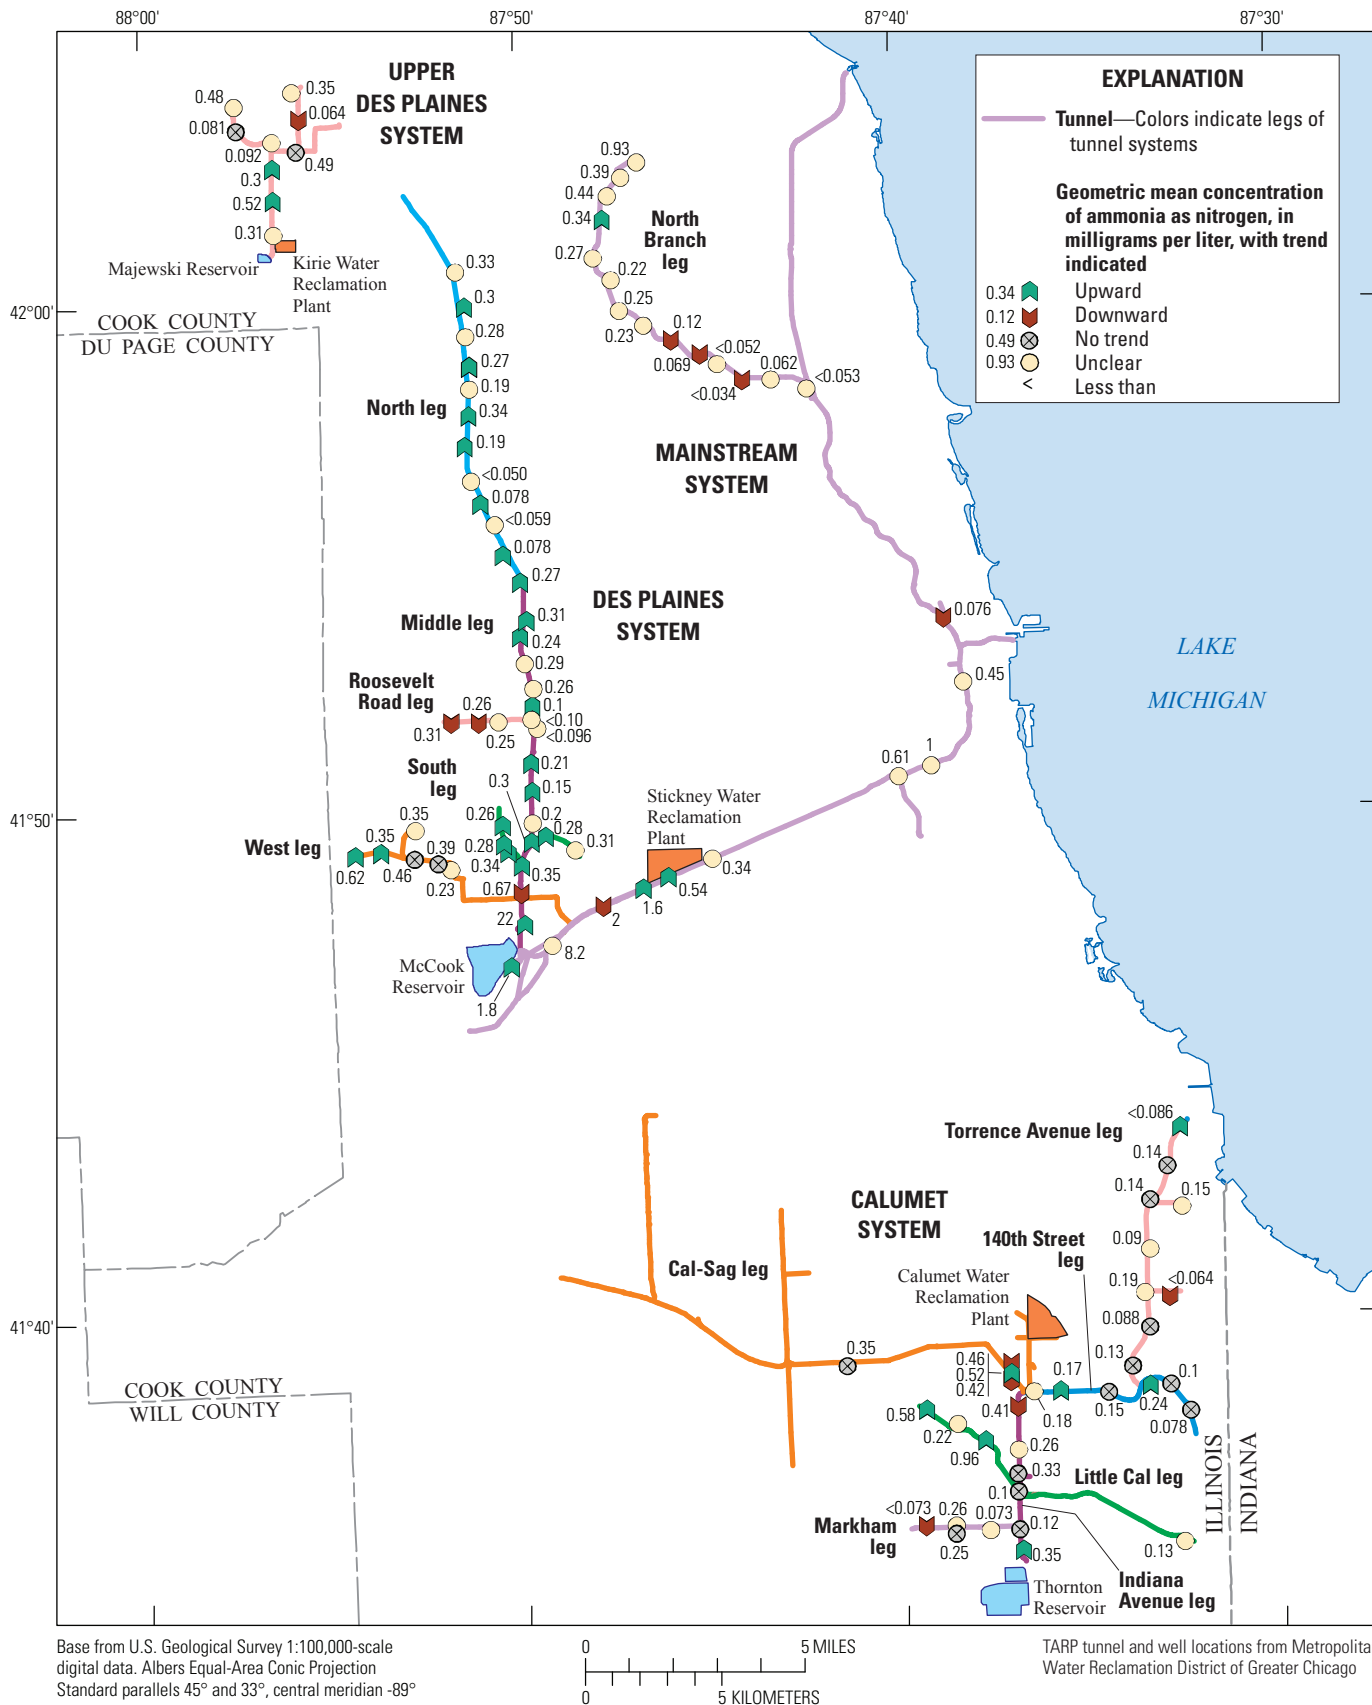 88°00'
87°50'
87°40'
87°30'
UPPER
DES PLAINES
SYSTEM
0.48
0.35
0.064
0.081
0.092
0.49
0.3
0.52
0.31
Majewski Reservoir
Kirie Water
Reclamation
Plant
42°00'
COOK COUNTY
DU PAGE COUNTY
EXPLANATION
Tunnel—Colors indicate legs of
tunnel systems
Geometric mean concentration
of ammonia as nitrogen, in
milligrams per liter, with trend
indicated
0.34 Upward
0.12 Downward
0.49 No trend
0.93 Unclear
< Less than
0.93
0.39
0.44
0.34
North
Branch
leg
0.27
0.22
0.25
0.23
0.12
0.069
<0.052
<0.034
0.062
<0.053
MAINSTREAM
SYSTEM
0.33
0.3
0.28
0.27
0.19
North leg
0.34
0.19
<0.050
0.078
<0.059
0.078
0.27
DES PLAINES
SYSTEM
Middle leg
0.31
0.24
0.29
0.26
Roosevelt
Road leg
0.26
0.1
<0.10
0.31
0.25
<0.096
South
leg
0.21
0.3
0.15
0.076
0.45
LAKE
MICHIGAN
0.61
1
Stickney Water
Reclamation
Plant
41°50'
0.35
0.26
0.2
0.28
0.31
West leg
0.35
0.39
0.28
0.34
0.62
0.46
0.23
0.35
0.67
0.34
0.54
1.6
2
22
8.2
McCook
Reservoir
1.8
<0.086
Torrence Avenue leg
0.14
0.14
0.15
CALUMET
SYSTEM
140th Street
leg
0.09
Cal-Sag leg
Calumet Water
Reclamation
Plant
0.19
<0.064
0.088
41°40'
0.35
0.46
0.52
0.42
0.17
0.13
0.1
0.58
0.41
0.18
0.15
0.24
0.078
0.22
0.96
0.26
0.33
Little Cal leg
COOK COUNTY
WILL COUNTY
ILLINOIS
INDIANA
0.1
<0.073
0.26
0.073
0.12
Markham
leg
0.25
0.35
0.13
Indiana
Avenue leg
Thornton
Reservoir
Base from U.S. Geological Survey 1:100,000-scale
digital data. Albers Equal-Area Conic Projection
Standard parallels 45° and 33°, central meridian -89°
0 5 MILES
0 5 KILOMETERS
TARP tunnel and well locations from Metropolita
Water Reclamation District of Greater Chicago